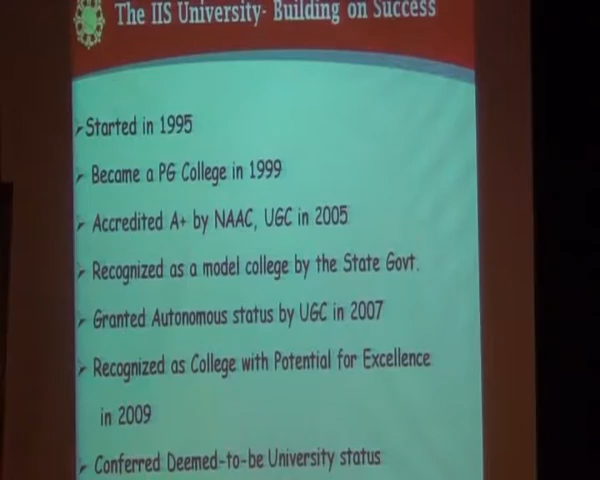 The IIS University- Building on Success
Started in 1995
Became a PG College in 1999
Accredited A+ by NAAC, UGC in 2005
Recognized as a model college by the State Govt.
Granted Autonomous status by UGC in 2007
Recognized as College with Potential for Excellence
in 2009
Conferred Deemed-to-be University status